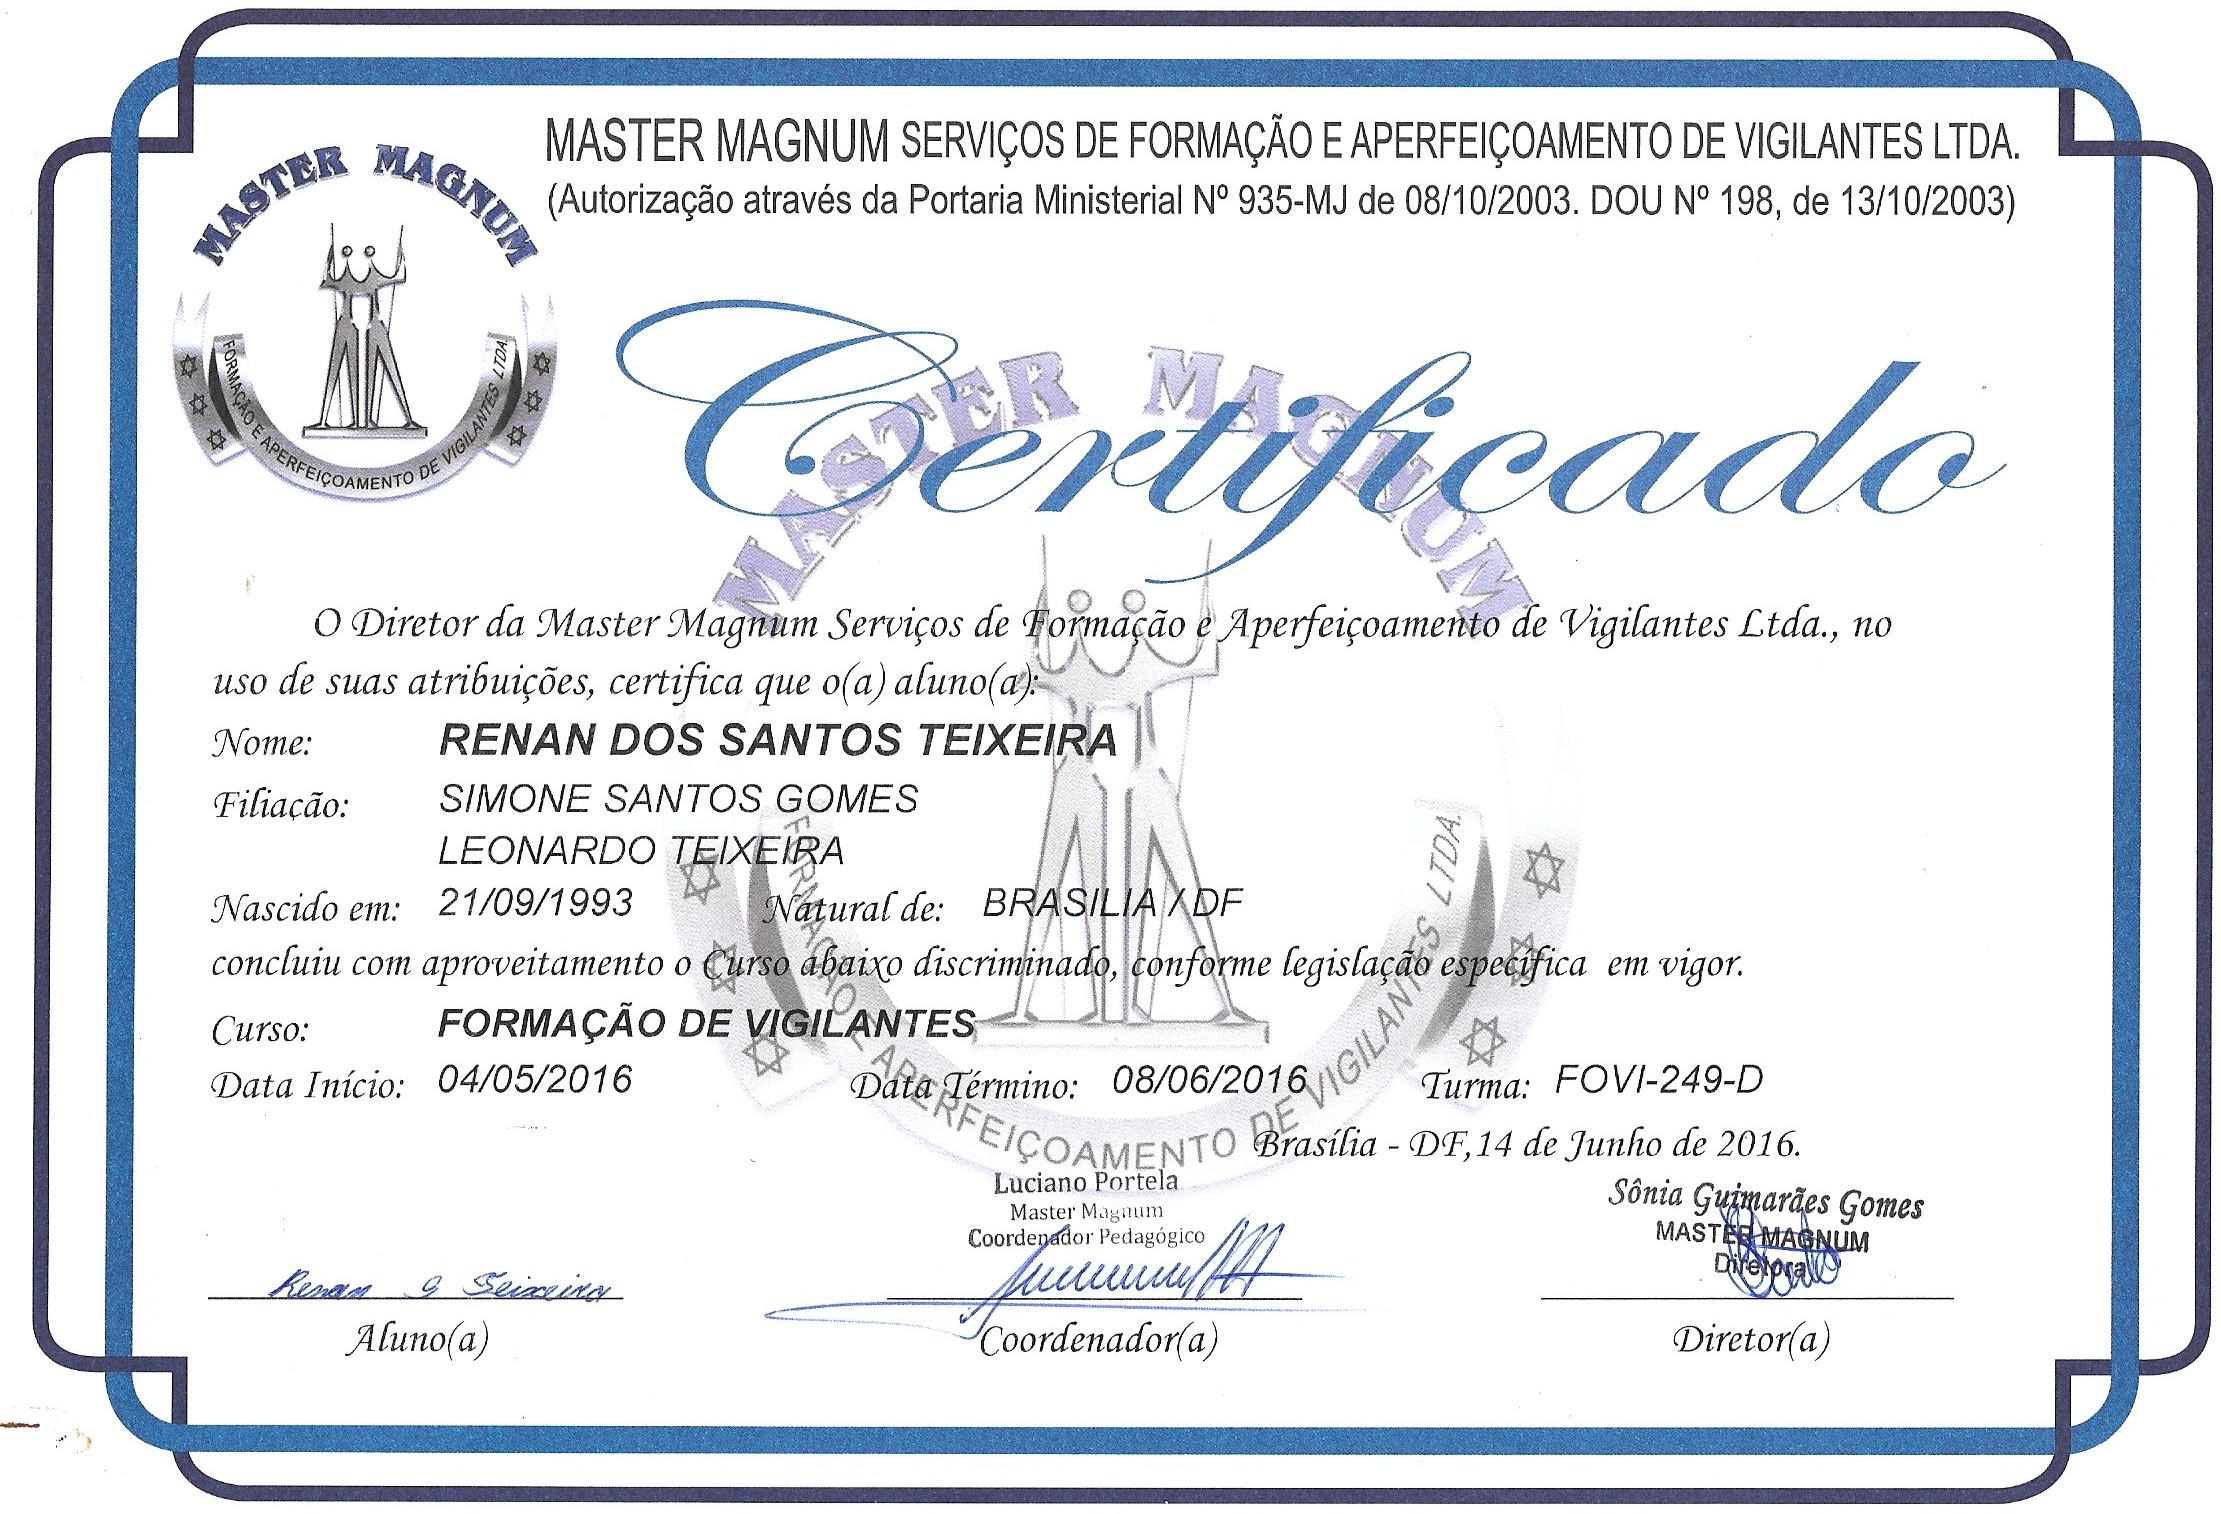 MASTER MAGNUM SERVIÇOS DE FORMAÇÃO E APERFEIÇOAMENTO DE VIGILANTES LTDA.
(Autorização através da Portaria Ministerial Nº 935-MJ de 08/10/2003. DOU Nº 198, de 13/10/2003)
MASTER MAGNUM
FORMAÇÃO E APERFEIÇOAMENTO DE VIGILANTES LTDA.
Certificado
MASTER MAGNUM
O Diretor da Master Magnum Serviços de Formação e Aperfeiçoamento de Vigilantes Ltda., no
uso de suas atribuições, certifica que o(a) aluno(a):
Nome: RENAN DOS SANTOS TEIXEIRA
Filiação: SIMONE SANTOS GOMES
LEONARDO TEIXEIRA
Nascido em: 21/09/1993 Natural de: BRASILIA / DF
concluiu com aproveitamento o Curso abaixo discriminado, conforme legislação específica em vigor.
Curso: FORMAÇÃO DE VIGILANTES
Data Início: 04/05/2016 Data Término: 08/06/2016 Turma: FOVI-249-D
FORMAÇÃO E APERFEIÇOAMENTO DE VIGILANTES LTDA.
Brasília - DF, 14 de Junho de 2016.
Luciano Portela
Master Magnum
Coordenador Pedagógico
Sônia Guimarães Gomes
MASTER MAGNUM
Diretora
Renan S Teixeira
Aluno(a) Coordenador(a) Diretor(a)